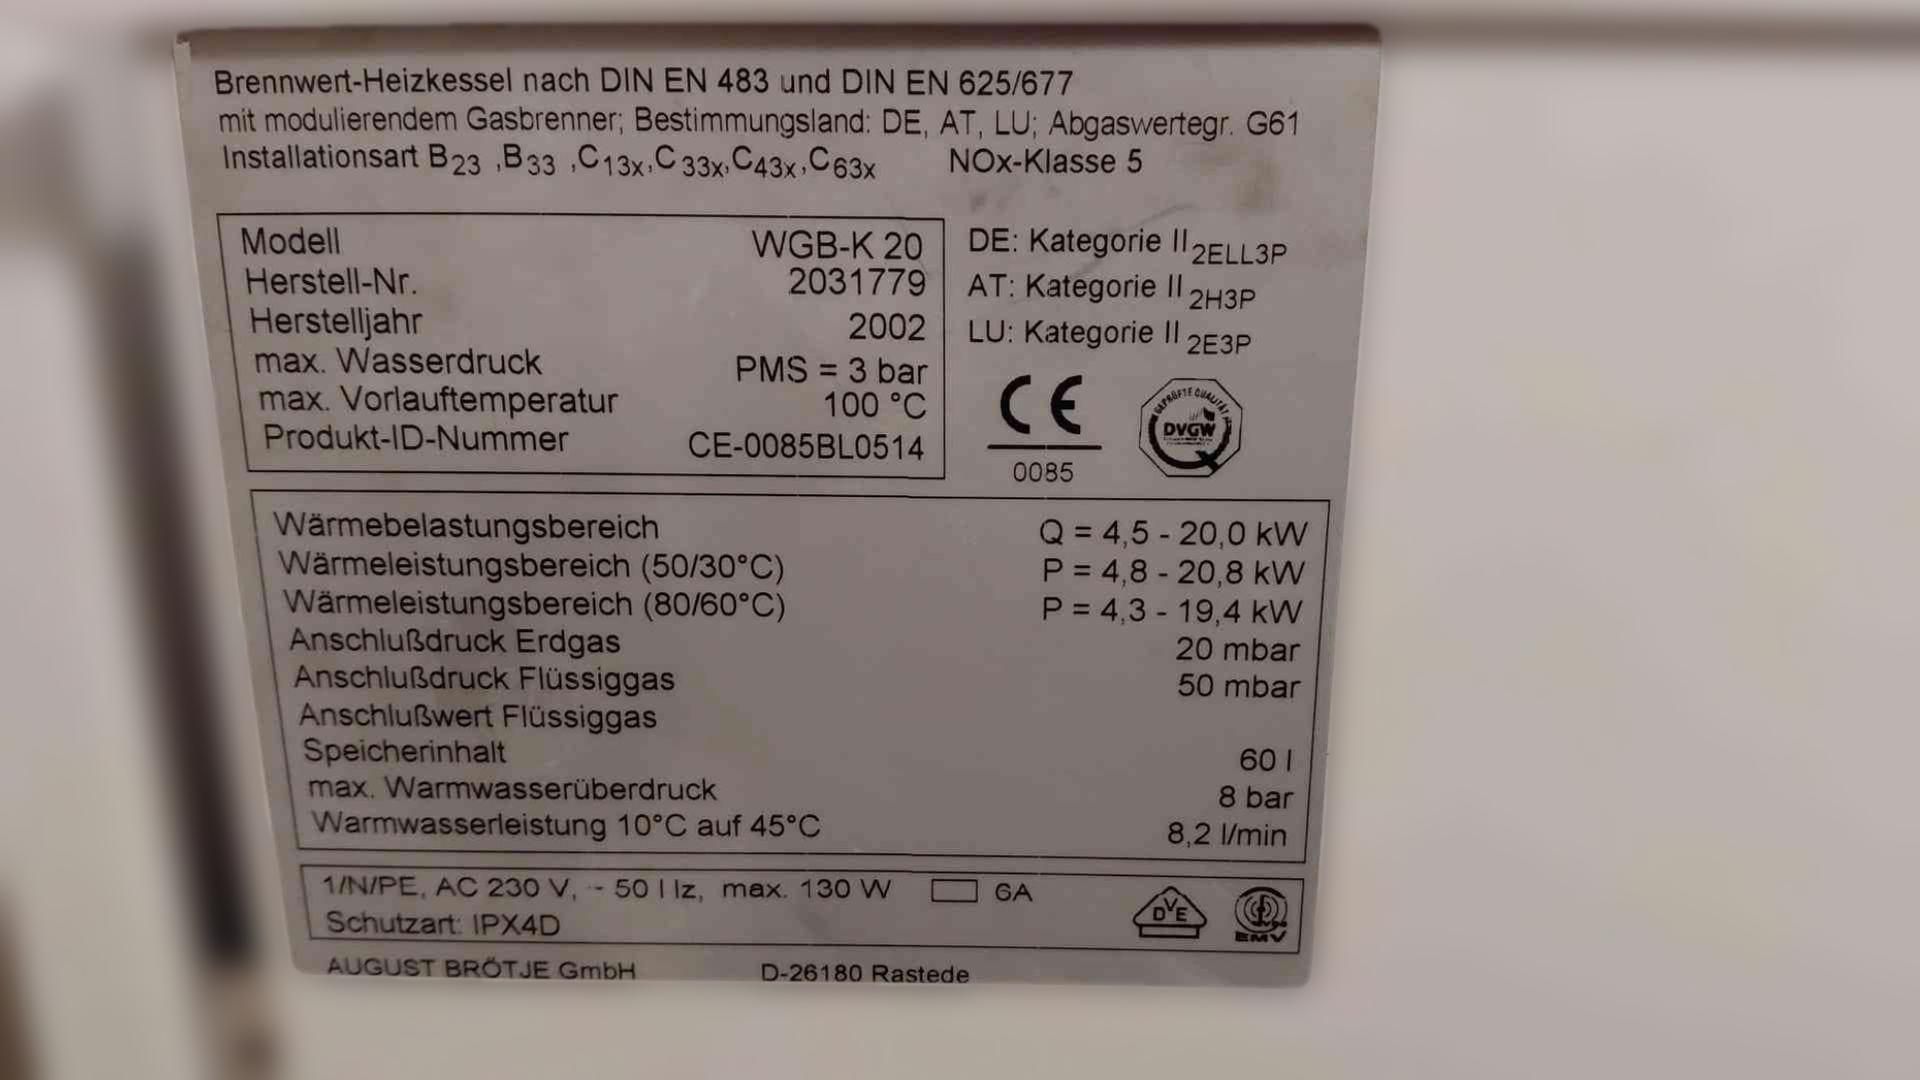 Brennwert-Heizkessel nach DIN EN 483 und DIN EN 625/677
mit modulierendem Gasbrenner; Bestimmungsland: DE, AT, LU; Abgaswertegr. G61
Installationsart B23 ,B33 ,C13x,C33x,C43x,C63x NOx-Klasse 5
Modell WGB-K 20
Herstell-Nr. 2031779
Herstelljahr 2002
max. Wasserdruck PMS = 3 bar
max. Vorlauftemperatur 100 °C
Produkt-ID-Nummer CE-0085BL0514
DE: Kategorie II2ELL3P
AT: Kategorie II2H3P
LU: Kategorie II2E3P
CE
0085
GEPRÜFTE QUALITÄT
DVGW
Wärmebelastungsbereich Q = 4,5 - 20,0 kW
Wärmeleistungsbereich (50/30°C) P = 4,8 - 20,8 kW
Wärmeleistungsbereich (80/60°C) P = 4,3 - 19,4 kW
Anschlußdruck Erdgas 20 mbar
Anschlußdruck Flüssiggas 50 mbar
Anschlußwert Flüssiggas
Speicherinhalt 60 l
max. Warmwasserüberdruck 8 bar
Warmwasserleistung 10°C auf 45°C 8,2 l/min
1/N/PE, AC 230 V, ~ 50 Hz, max. 130 W 6A
Schutzart: IPX4D
DVE
EMV
AUGUST BRÖTJE GmbH D-26180 Rastede